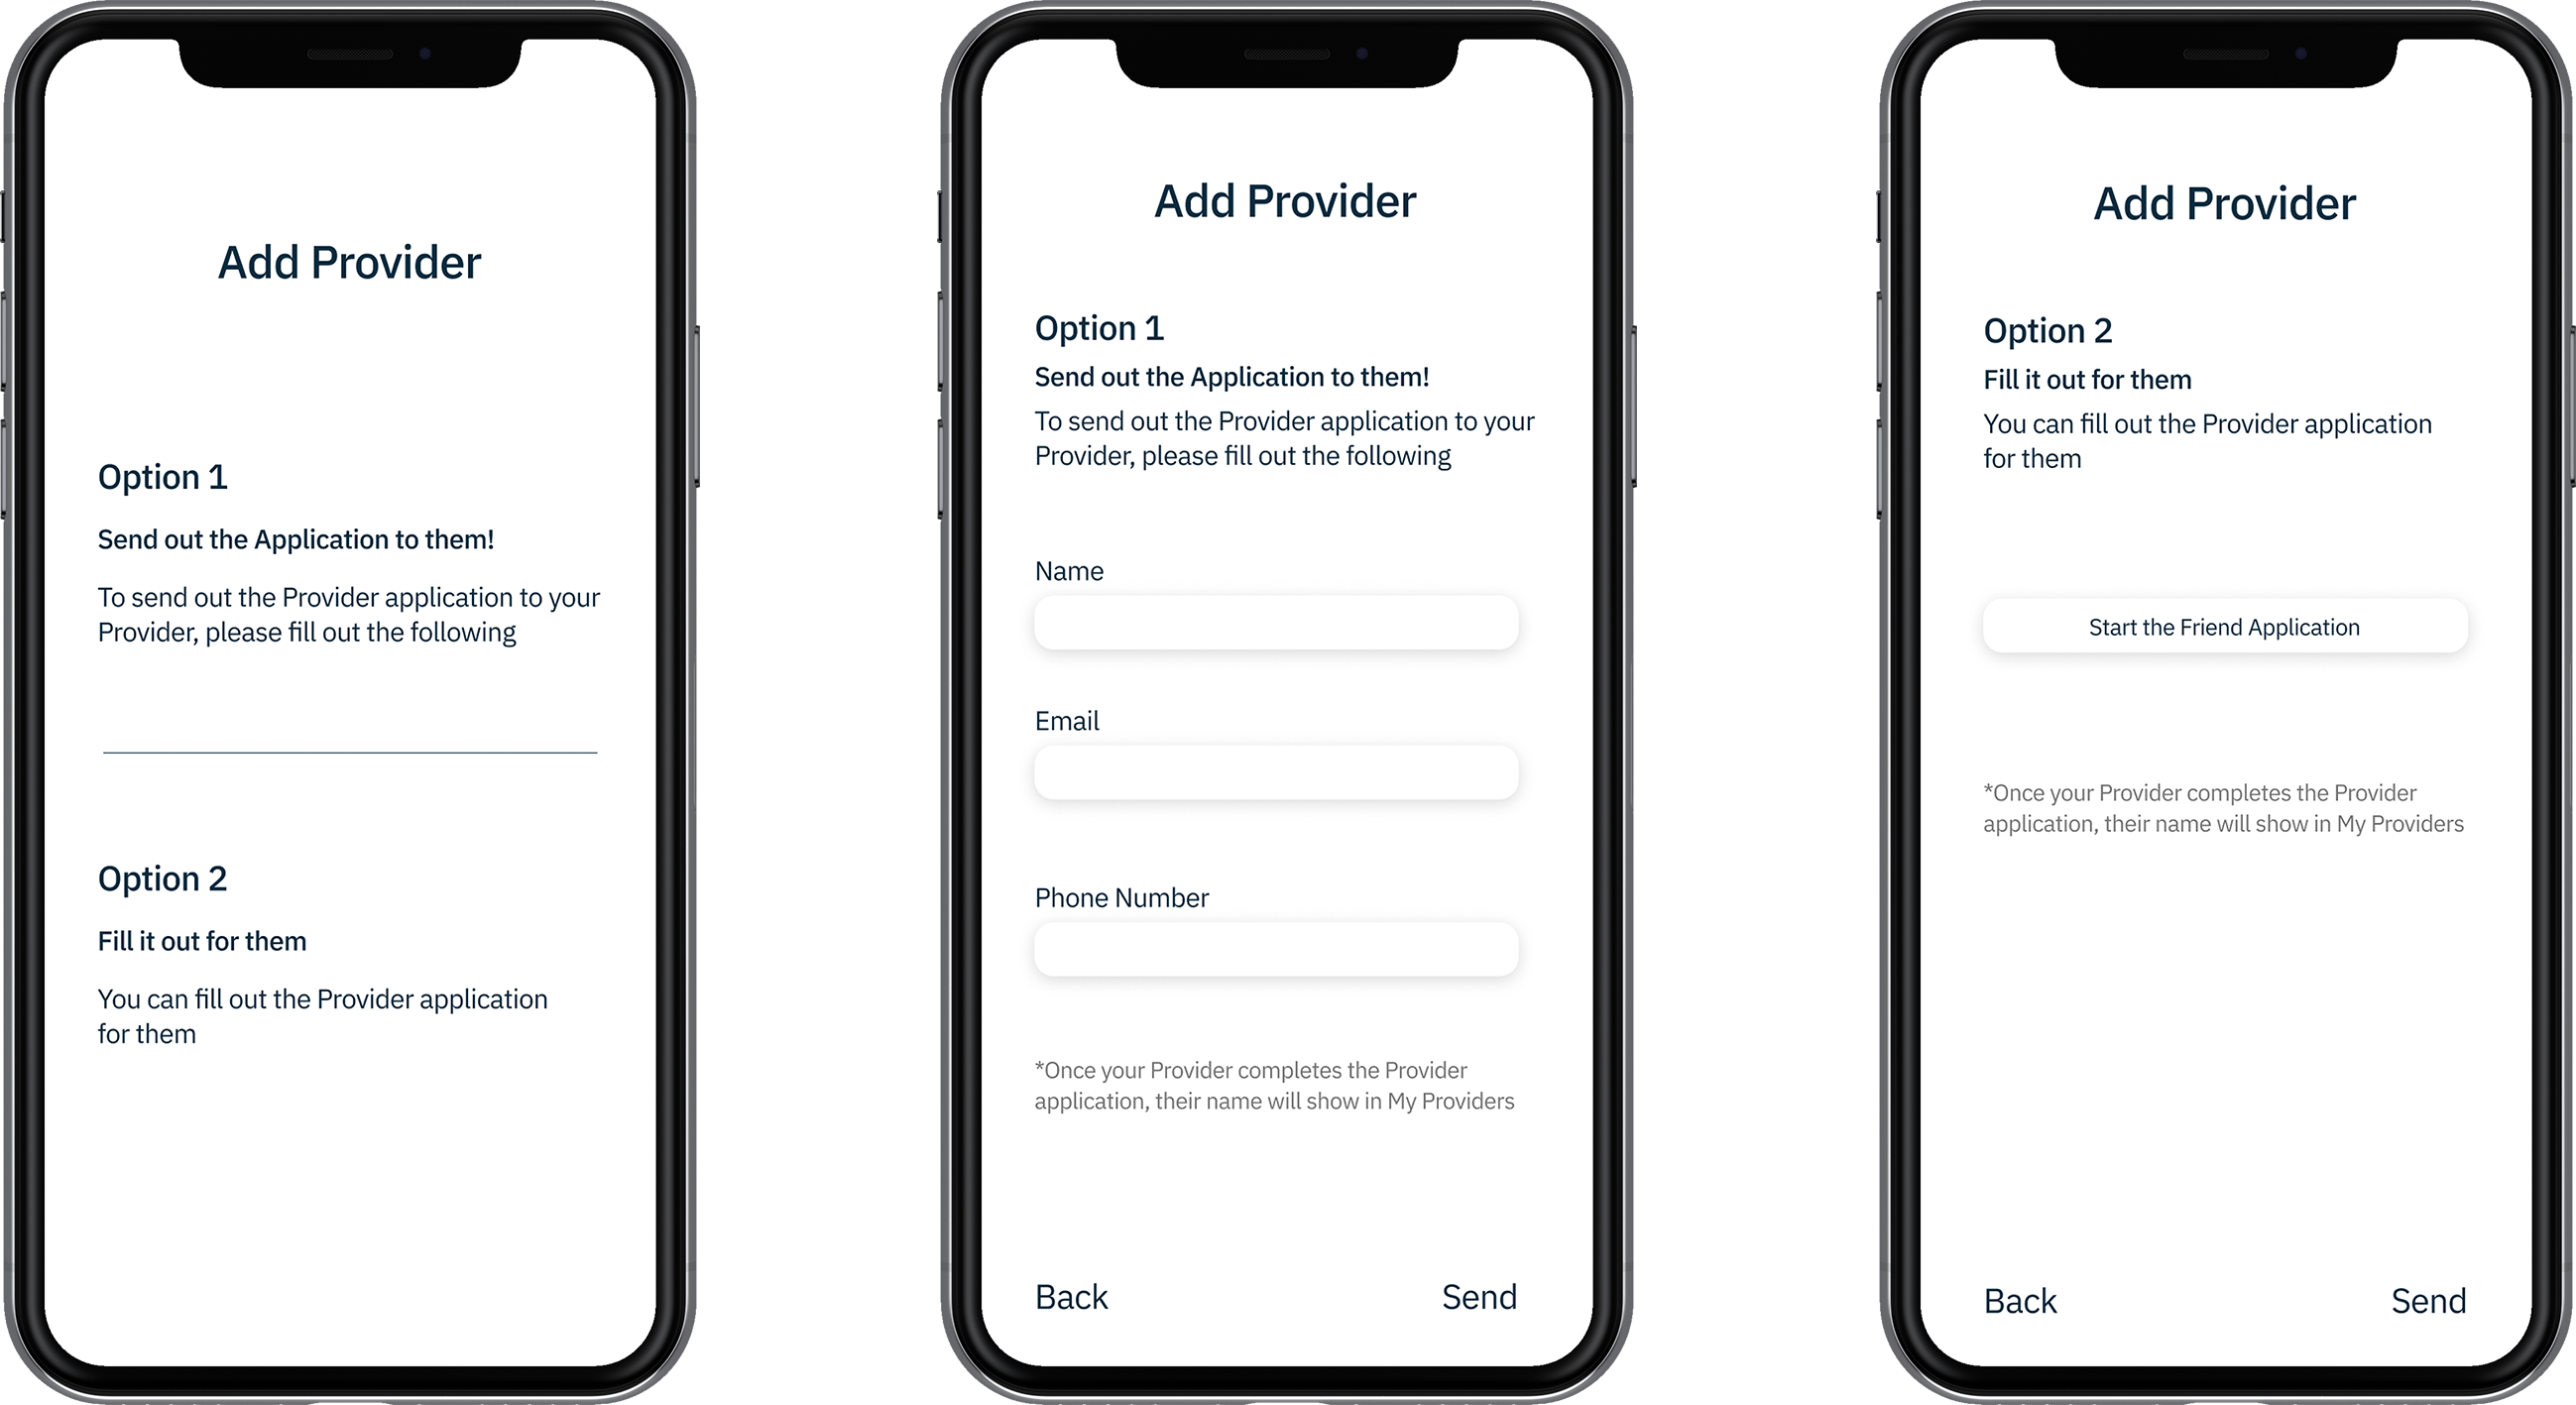 Add Provider
Option 1
Send out the Application to them!
To send out the Provider application to your
Provider, please fill out the following
Option 2
Fill it out for them
You can fill out the Provider application
for them
Add Provider
Option 1
Send out the Application to them!
To send out the Provider application to your
Provider, please fill out the following
Name
Email
Phone Number
*Once your Provider completes the Provider
application, their name will show in My Providers
Back
Send
Add Provider
Option 2
Fill it out for them
You can fill out the Provider application
for them
Start the Friend Application
*Once your Provider completes the Provider
application, their name will show in My Providers
Back
Send